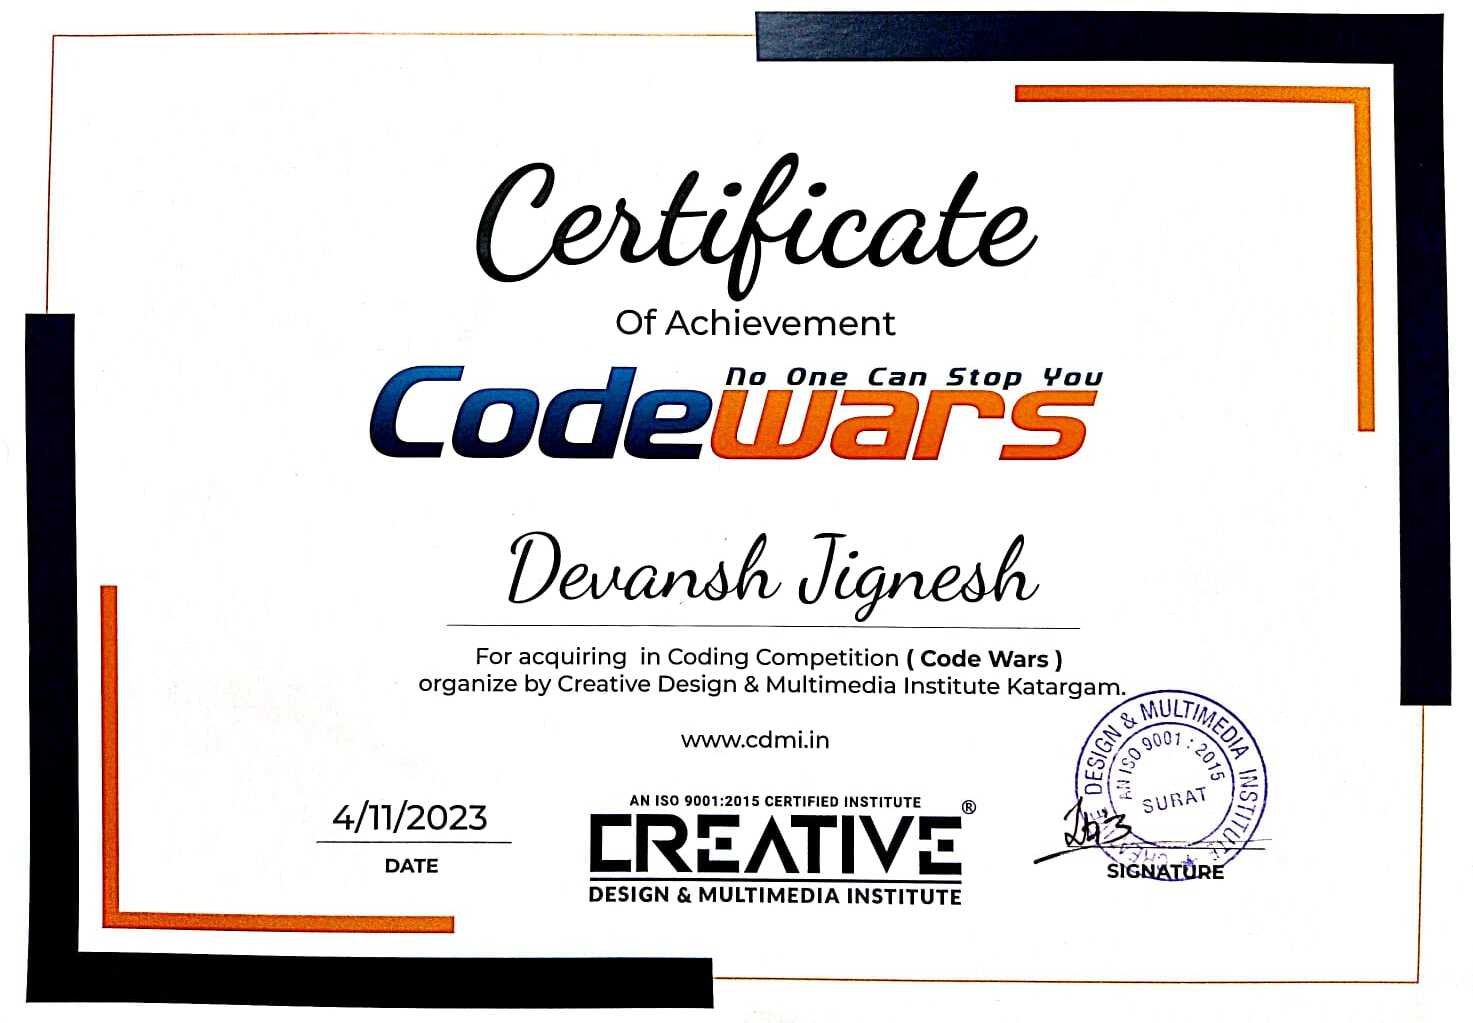 Certificate
Of Achievement
No One Can Stop You
Codewars
Devansh Jignesh
For acquiring in Coding Competition ( Code Wars )
organize by Creative Design & Multimedia Institute Katargam.
www.cdmi.in
4/11/2023
DATE
AN ISO 9001:2015 CERTIFIED INSTITUTE
CREATIVE ®
DESIGN & MULTIMEDIA INSTITUTE
CREATIVE DESIGN & MULTIMEDIA INSTITUTE
AN ISO 9001 : 2015
SURAT
SIGNATURE